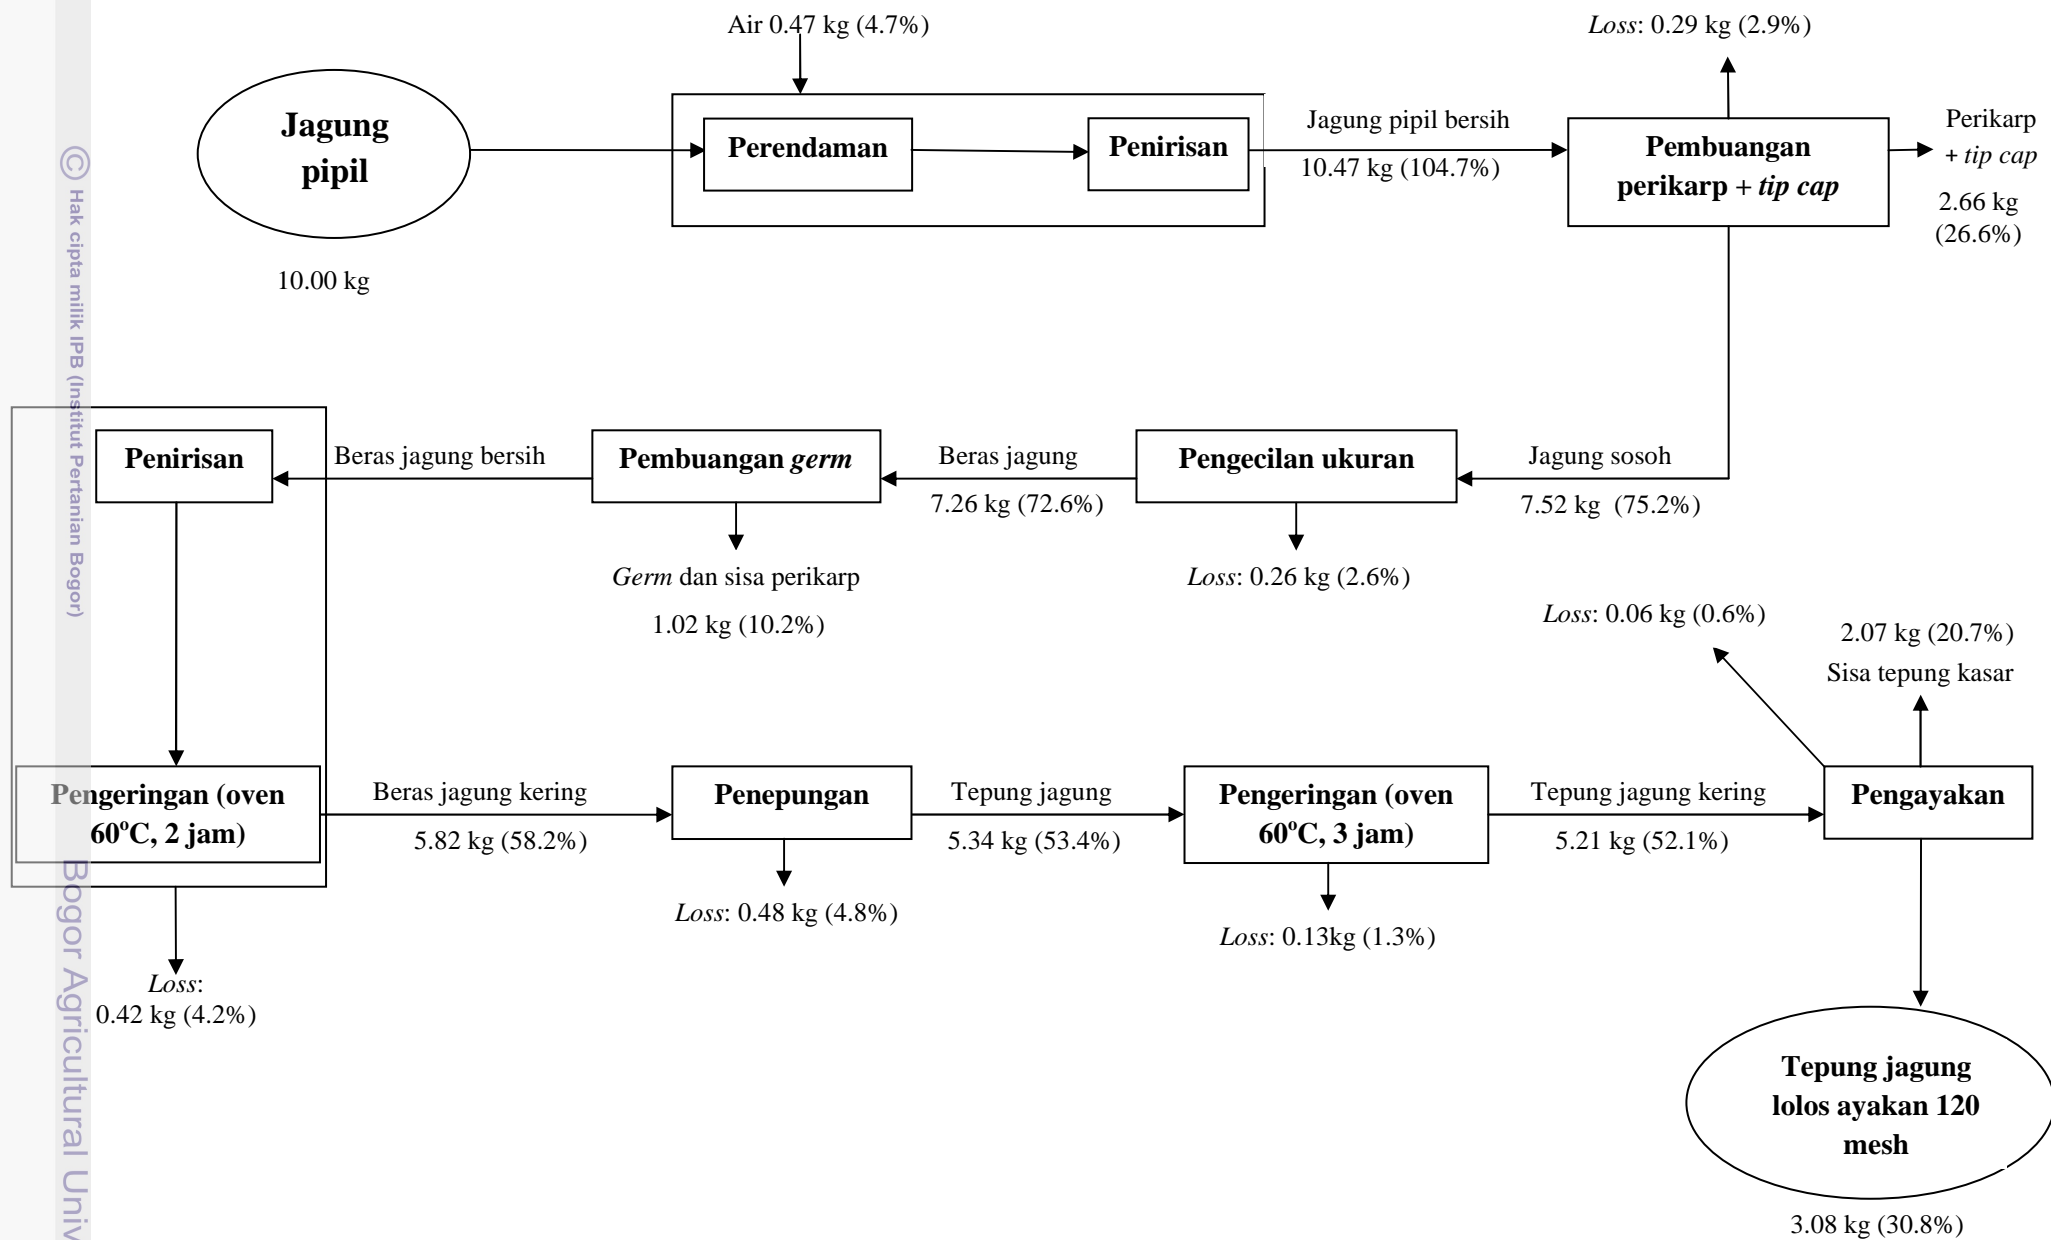 Air 0.47 kg (4.7%)
Loss: 0.29 kg (2.9%)
Jagung
pipil
10.00 kg
Perendaman
Penirisan
Jagung pipil bersih
10.47 kg (104.7%)
Pembuangan
perikarp + tip cap
Perikarp
+ tip cap
2.66 kg
(26.6%)
Jagung sosoh
7.52 kg (75.2%)
Pengecilan ukuran
Loss: 0.26 kg (2.6%)
Beras jagung
7.26 kg (72.6%)
Pembuangan germ
Germ dan sisa perikarp
1.02 kg (10.2%)
Beras jagung bersih
Penirisan
Pengeringan (oven
60°C, 2 jam)
Loss:
0.42 kg (4.2%)
Beras jagung kering
5.82 kg (58.2%)
Penepungan
Loss: 0.48 kg (4.8%)
Tepung jagung
5.34 kg (53.4%)
Pengeringan (oven
60°C, 3 jam)
Loss: 0.13kg (1.3%)
Tepung jagung kering
5.21 kg (52.1%)
Pengayakan
Loss: 0.06 kg (0.6%)
2.07 kg (20.7%)
Sisa tepung kasar
Tepung jagung
lolos ayakan 120
mesh
3.08 kg (30.8%)
© Hak cipta milik IPB (Institut Pertanian Bogor)
Bogor Agricultural Univ